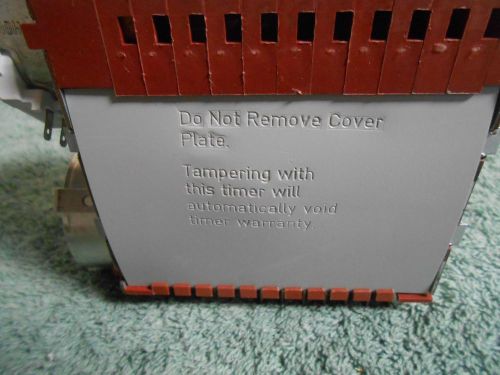 Do Not Remove Cover
Plate.
Tampering with
this timer will
automatically void
timer warranty.